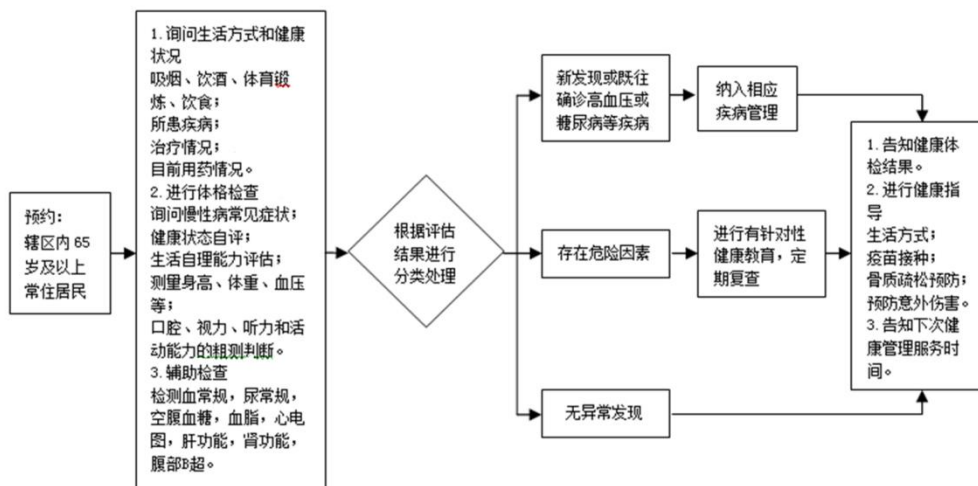 预约：
辖区内 65
岁及以上
常住居民
1.询问生活方式和健康
状况
吸烟、饮酒、体育锻
炼、饮食；
所患疾病；
治疗情况；
目前用药情况。
2.进行体格检查
询问慢性病常见症状；
健康状态自评；
生活自理能力评估；
测量身高、体重、血压
等；
口腔、视力、听力和活
动能力的粗测判断。
3.辅助检查
检测血常规，尿常规，
空腹血糖，血脂，心电
图，肝功能，肾功能，
腹部B超。
根据评估
结果进行
分类处理
新发现或既往
确诊高血压或
糖尿病等疾病
纳入相应
疾病管理
存在危险因素
进行有针对性
健康教育，定
期复查
无异常发现
1.告知健康体
检结果。
2.进行健康指
导
生活方式；
疫苗接种；
骨质疏松预防；
预防意外伤害。
3.告知下次健
康管理服务时
间。